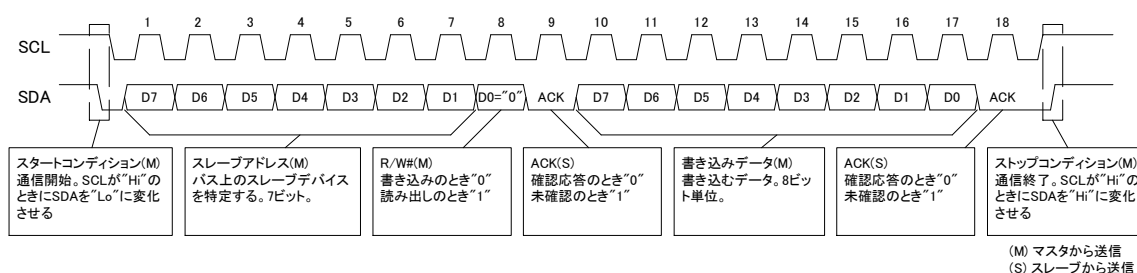 1 2 3 4 5 6 7 8 9 10 11 12 13 14 15 16 17 18
SCL
SDA D7 D6 D5 D4 D3 D2 D1 D0="0" ACK D7 D6 D5 D4 D3 D2 D1 D0 ACK
スタートコンディション(M)
通信開始。SCLが"Hi"の
ときにSDAを"Lo"に変化
させる
スレーブアドレス(M)
バス上のスレーブデバイス
を特定する。7ビット。
R/W#(M)
書き込みのとき"0"
読み出しのとき"1"
ACK(S)
確認応答のとき"0"
未確認のとき"1"
書き込みデータ(M)
書き込むデータ。8ビッ
ト単位。
ACK(S)
確認応答のとき"0"
未確認のとき"1"
ストップコンディション(M)
通信終了。SCLが"Hi"の
ときにSDAを"Hi"に変化
させる
(M) マスタから送信
(S) スレーブから送信